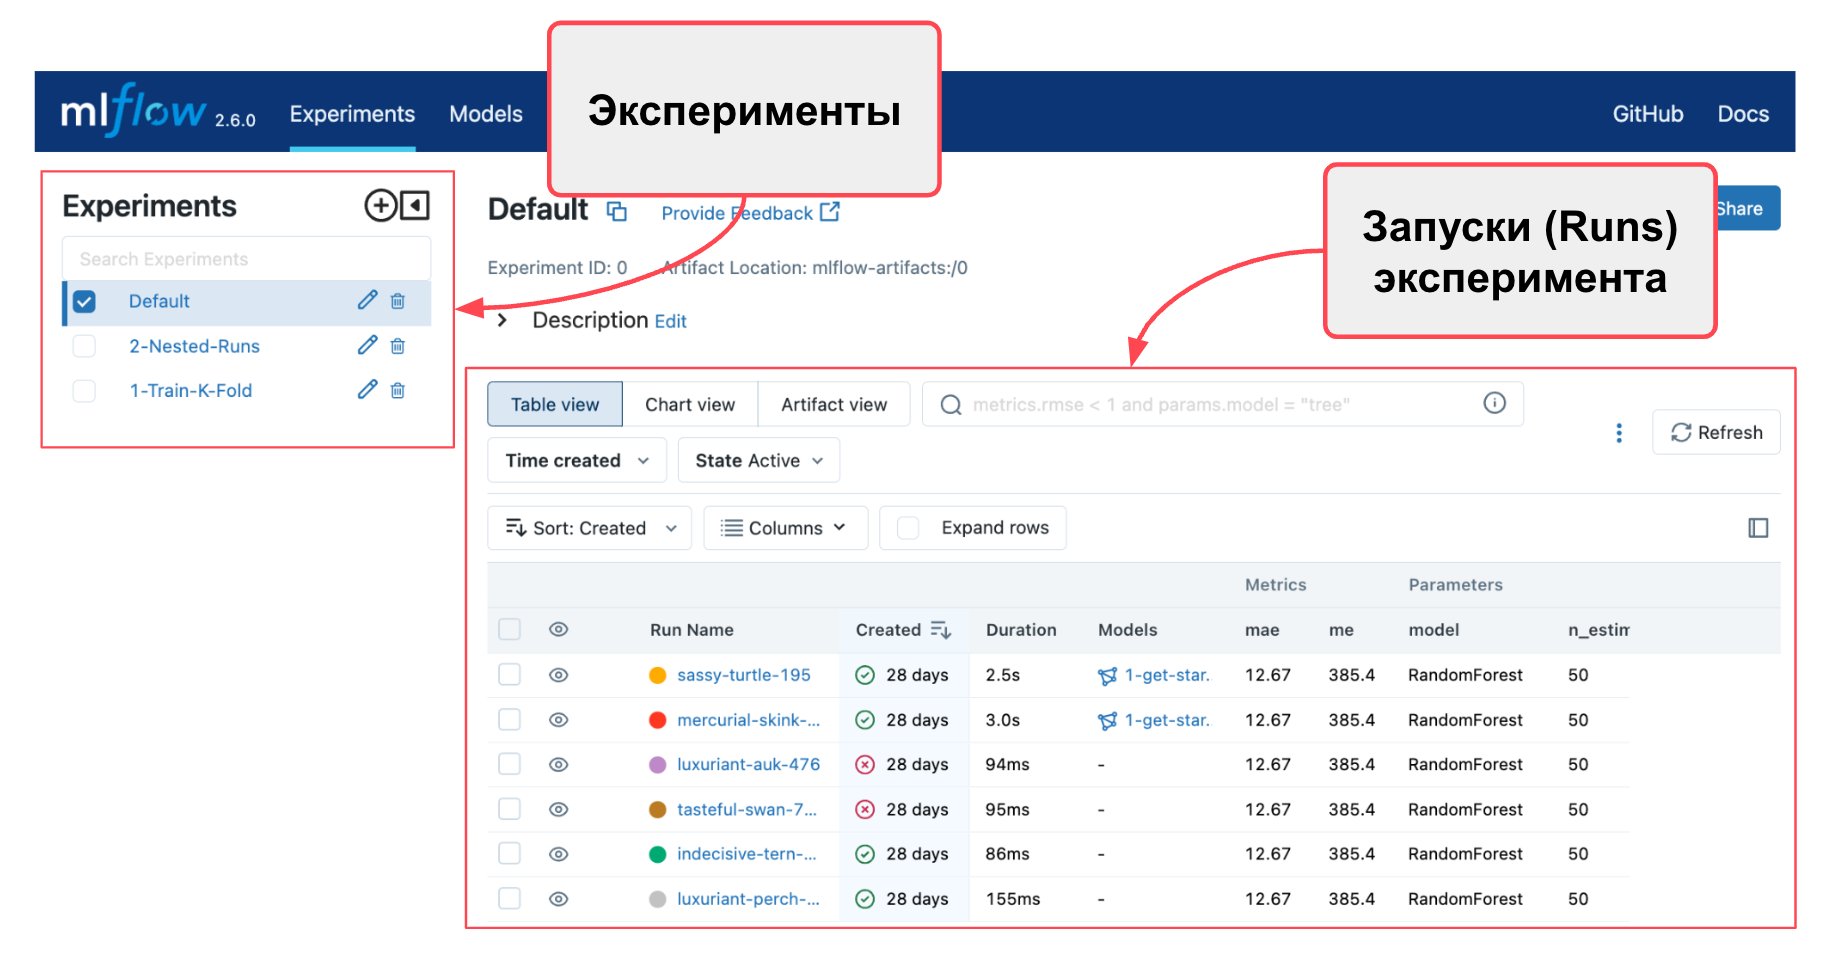 Эксперименты
mlflow 2.6.0 Experiments Models GitHub Docs
Experiments
Search Experiments
Default
2-Nested-Runs
1-Train-K-Fold
Default Provide Feedback
Share
Запуски (Runs)
эксперимента
Experiment ID: 0 Artifact Location: mlflow-artifacts:/0
Description Edit
Table view Chart view Artifact view metrics.rmse < 1 and params.model = "tree"
Refresh
Time created State Active
Sort: Created Columns Expand rows
Metrics Parameters
Run Name Created Duration Models mae me model n_estim
sassy-turtle-195 28 days 2.5s 1-get-star. 12.67 385.4 RandomForest 50
mercurial-skink-... 28 days 3.0s 1-get-star. 12.67 385.4 RandomForest 50
luxuriant-auk-476 28 days 94ms - 12.67 385.4 RandomForest 50
tasteful-swan-7... 28 days 95ms - 12.67 385.4 RandomForest 50
indecisive-tern-... 28 days 86ms - 12.67 385.4 RandomForest 50
luxuriant-perch-... 28 days 155ms - 12.67 385.4 RandomForest 50